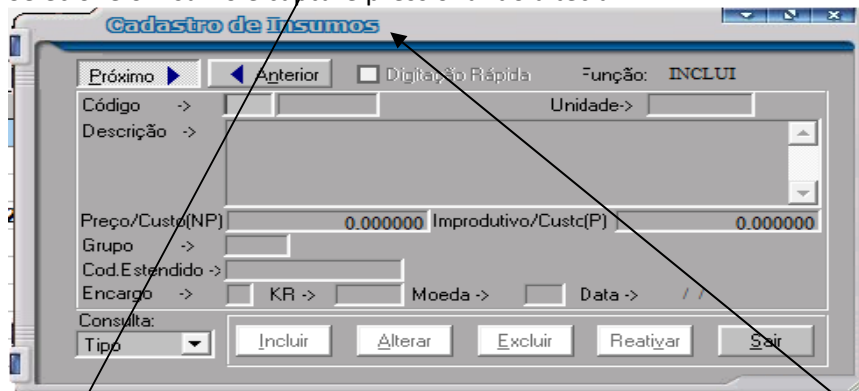 Cadastro de Insumos
Próximo Anterior Digitação Rápida Função: INCLUI
Código -> Unidade->
Descrição ->
Preço/Custo(NP) 0.000000 Improdutivo/Custc(P) 0.000000
Grupo ->
Cod.Estendido ->
Encargo -> KR -> Moeda -> Data -> / /
Consulta:
Tipo Incluir Alterar Excluir Reativar Sair